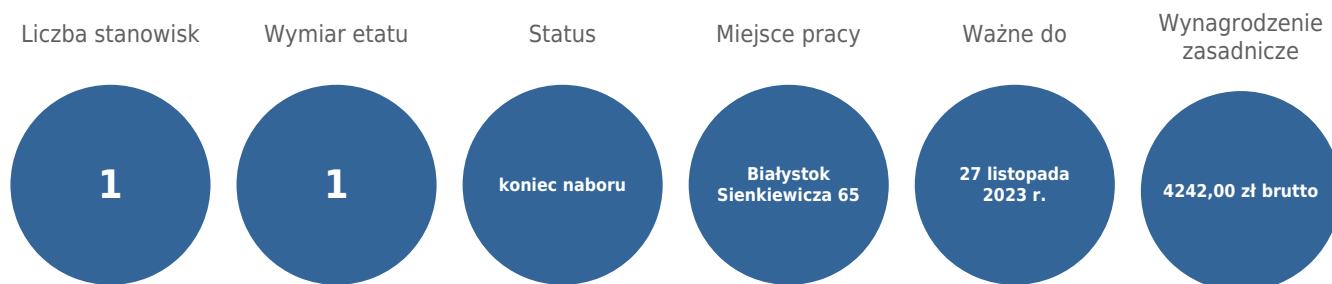 Liczba stanowisk
Wymiar etatu
Status
Miejsce pracy
Ważne do
Wynagrodzenie
zasadnicze
1
1
koniec naboru
Białystok
Sienkiewicza 65
27 listopada
2023 r.
4242,00 zł brutto